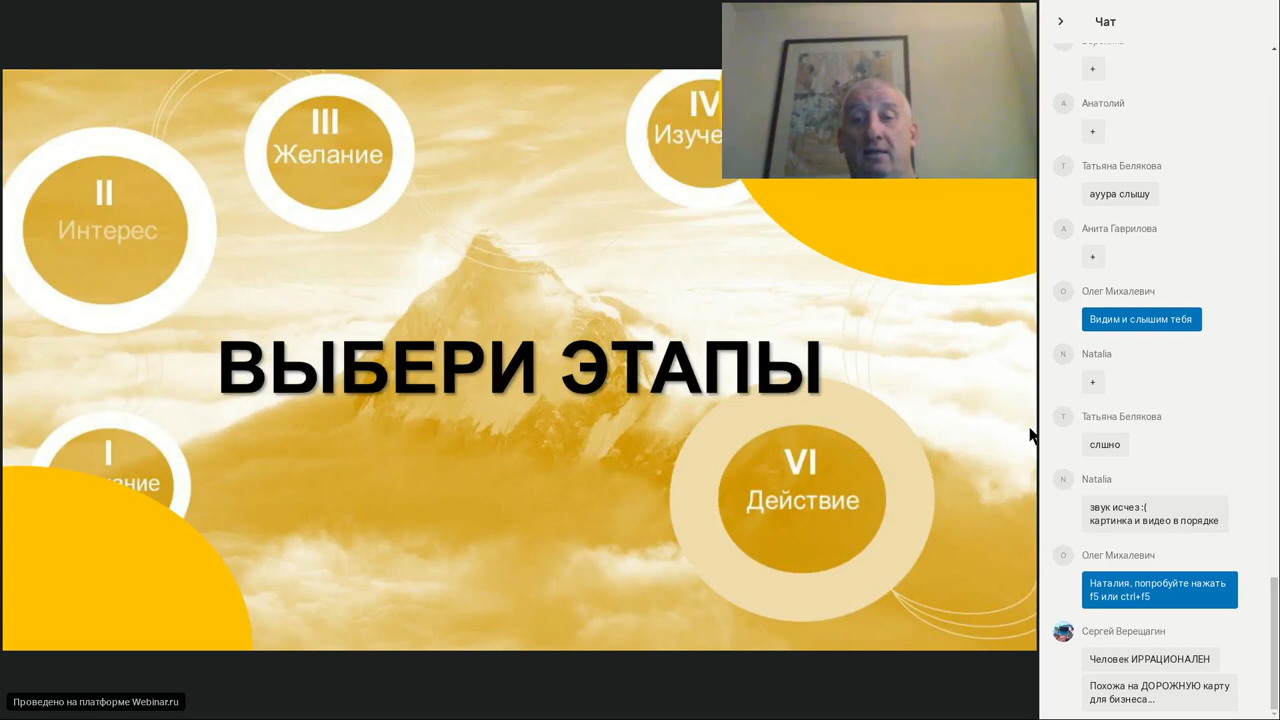 III
Желание
IV
II
Интерес
ВЫБЕРИ ЭТАПЫ
I
VI
Действие
Проведено на платформе Webinar.ru
Чат
+
А
Анатолий
+
Т
Татьяна Белякова
ауура слышу
А
Анита Гаврилова
+
О
Олег Михалевич
Видим и слышим тебя
N
Natalia
+
Т
Татьяна Белякова
слшно
N
Natalia
звук исчез :(
картинка и видео в порядке
О
Олег Михалевич
Наталия, попробуйте нажать
f5 или ctrl+f5
Сергей Верещагин
Человек ИРРАЦИОНАЛЕН
Похожа на ДОРОЖНУЮ карту
для бизнеса...